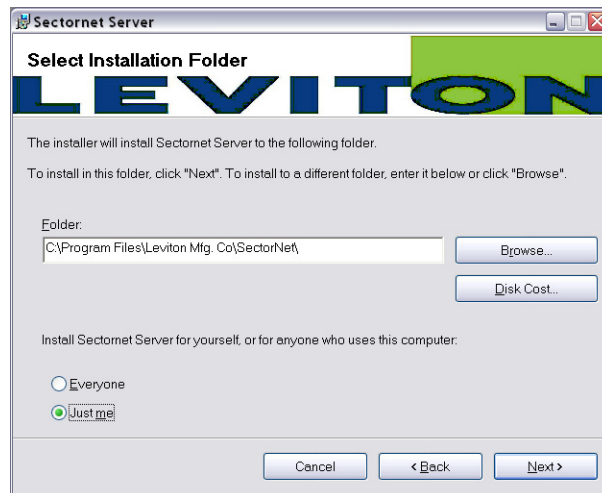 Sectornet Server
Select Installation Folder
LEVITON
The installer will install Sectornet Server to the following folder.
To install in this folder, click "Next". To install to a different folder, enter it below or click "Browse".
Folder:
C:\Program Files\Leviton Mfg. Co\SectorNet\
Browse...
Disk Cost...
Install Sectornet Server for yourself, or for anyone who uses this computer:
Everyone
Just me
Cancel < Back Next >